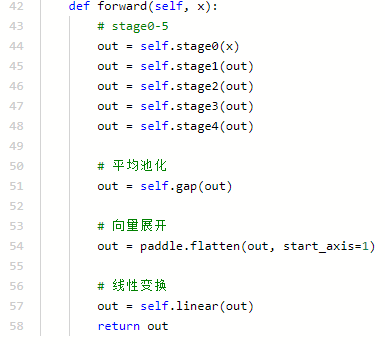 42 def forward(self, x):
43 # stage0-5
44 out = self.stage0(x)
45 out = self.stage1(out)
46 out = self.stage2(out)
47 out = self.stage3(out)
48 out = self.stage4(out)
49
50 # 平均池化
51 out = self.gap(out)
52
53 # 向量展开
54 out = paddle.flatten(out, start_axis=1)
55
56 # 线性变换
57 out = self.linear(out)
58 return out